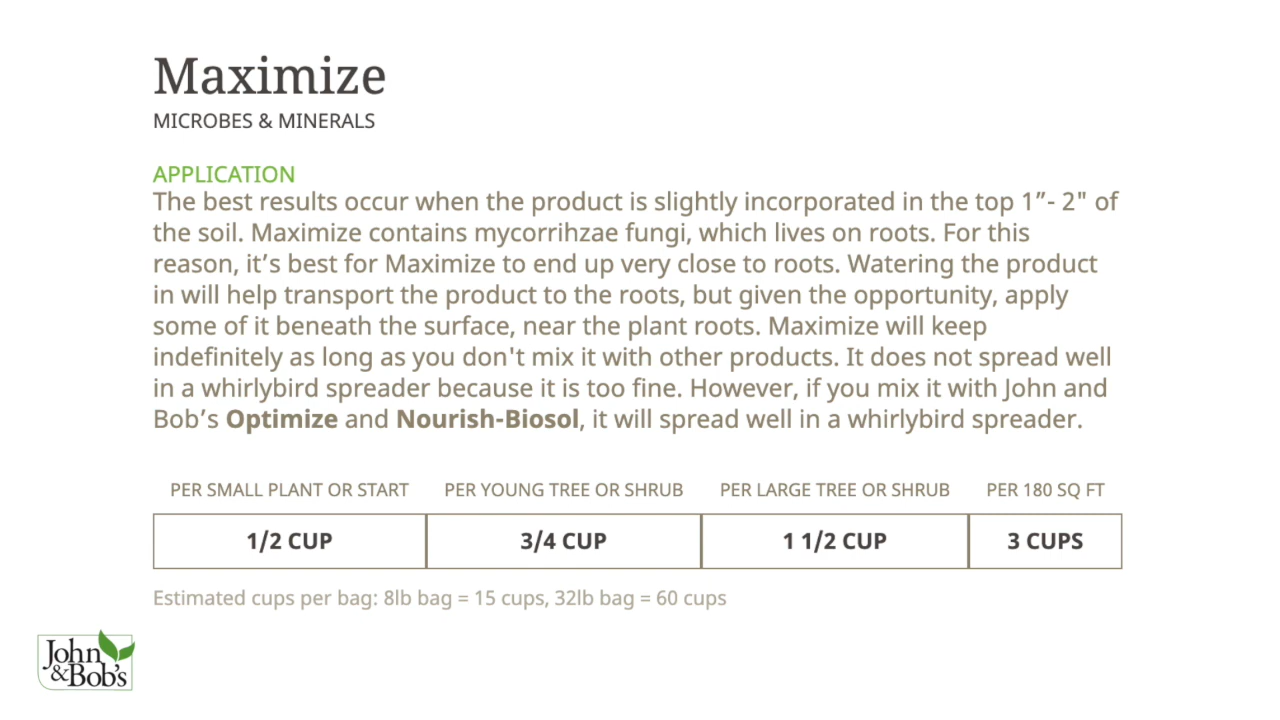 Maximize
MICROBES & MINERALS
APPLICATION
The best results occur when the product is slightly incorporated in the top 1”- 2" of
the soil. Maximize contains mycorrihzae fungi, which lives on roots. For this
reason, it’s best for Maximize to end up very close to roots. Watering the product
in will help transport the product to the roots, but given the opportunity, apply
some of it beneath the surface, near the plant roots. Maximize will keep
indefinitely as long as you don't mix it with other products. It does not spread well
in a whirlybird spreader because it is too fine. However, if you mix it with John and
Bob’s Optimize and Nourish-Biosol, it will spread well in a whirlybird spreader.
PER SMALL PLANT OR START PER YOUNG TREE OR SHRUB PER LARGE TREE OR SHRUB PER 180 SQ FT
1/2 CUP 3/4 CUP 1 1/2 CUP 3 CUPS
Estimated cups per bag: 8lb bag = 15 cups, 32lb bag = 60 cups
John
&Bob's